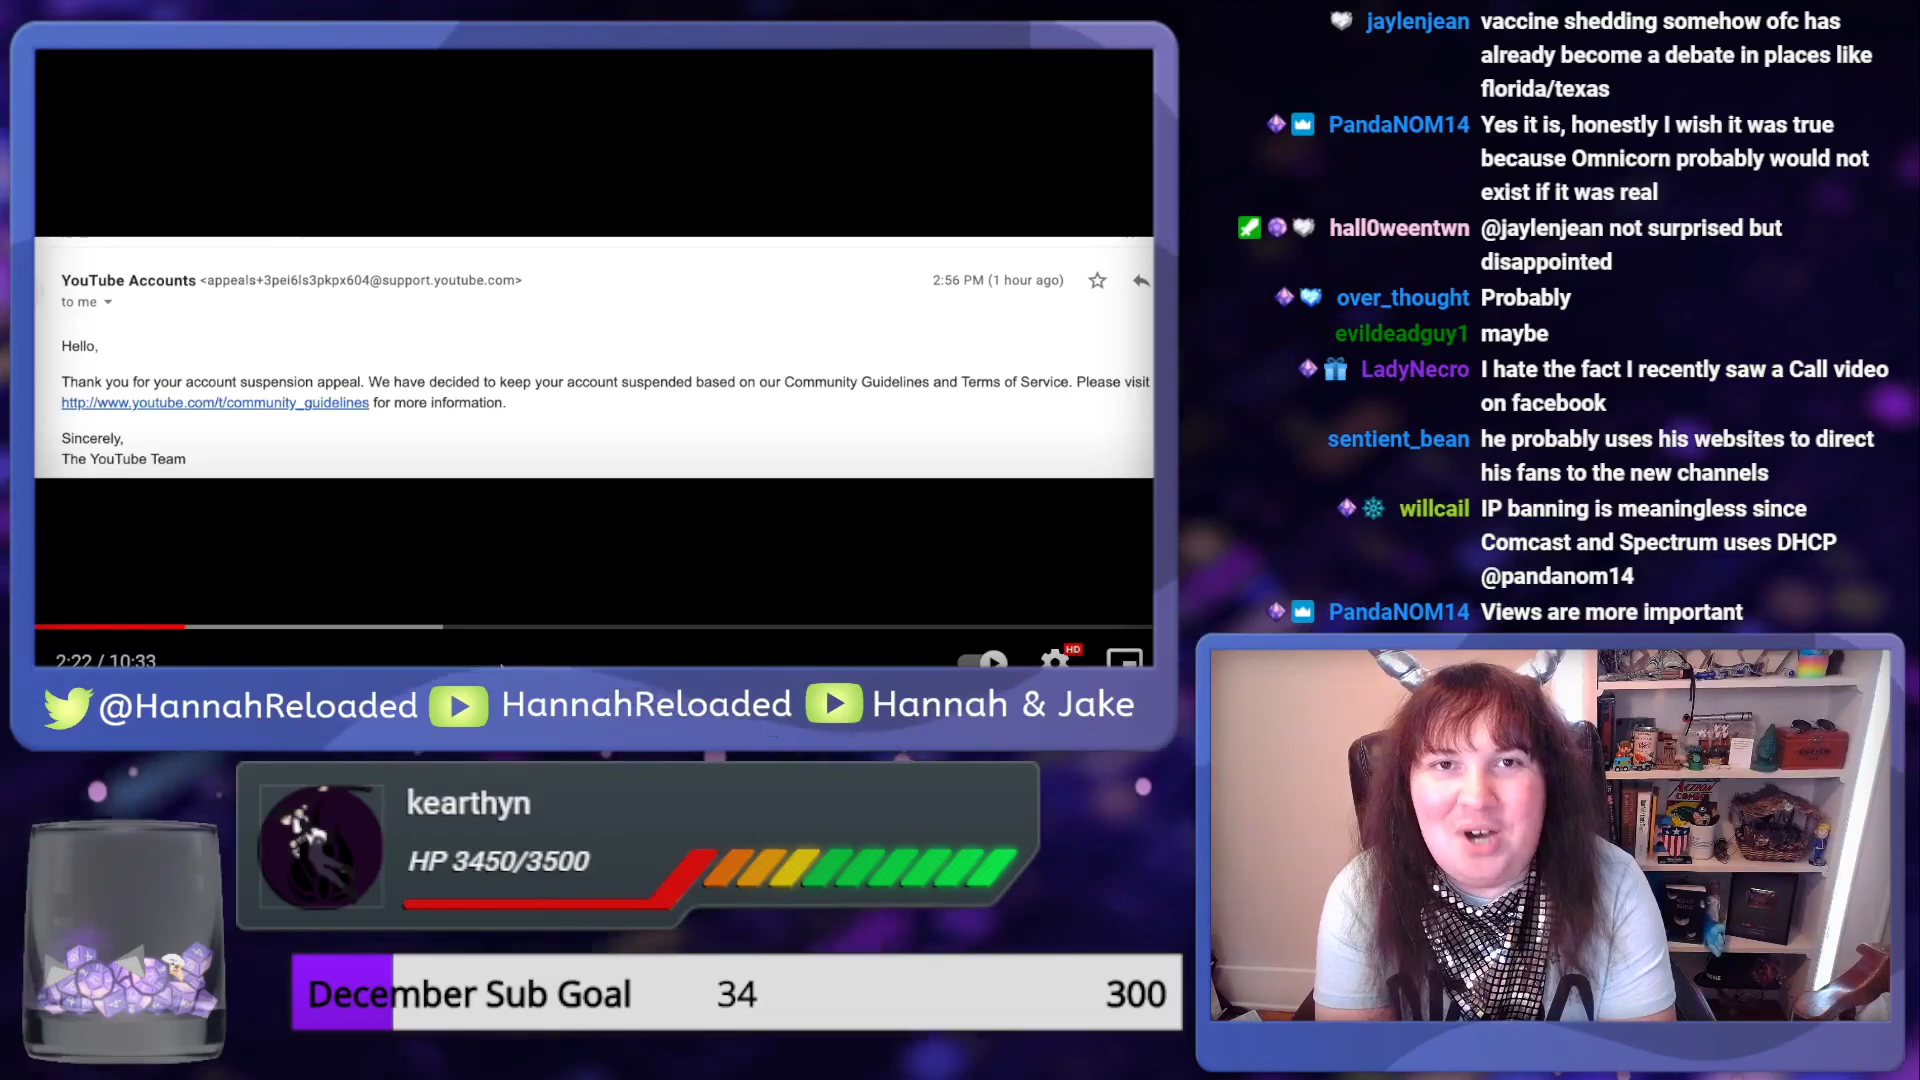 YouTube Accounts <appeals+3pei6ls3pkpx604@support.youtube.com>
2:56 PM (1 hour ago)
to me
Hello,
Thank you for your account suspension appeal. We have decided to keep your account suspended based on our Community Guidelines and Terms of Service. Please visit
http://www.youtube.com/t/community_guidelines for more information.
Sincerely,
The YouTube Team
2:22 / 10:33
HD
@HannahReloaded HannahReloaded Hannah & Jake
kearthyn
HP 3450/3500
December Sub Goal 34 300
jaylenjean vaccine shedding somehow ofc has
already become a debate in places like
florida/texas
PandaNOM14 Yes it is, honestly I wish it was true
because Omnicorn probably would not
exist if it was real
hall0weentwn @jaylenjean not surprised but
disappointed
over_thought Probably
evildeadguy1 maybe
LadyNecro I hate the fact I recently saw a Call video
on facebook
sentient_bean he probably uses his websites to direct
his fans to the new channels
willcail IP banning is meaningless since
Comcast and Spectrum uses DHCP
@pandanom14
PandaNOM14 Views are more important
ACTION